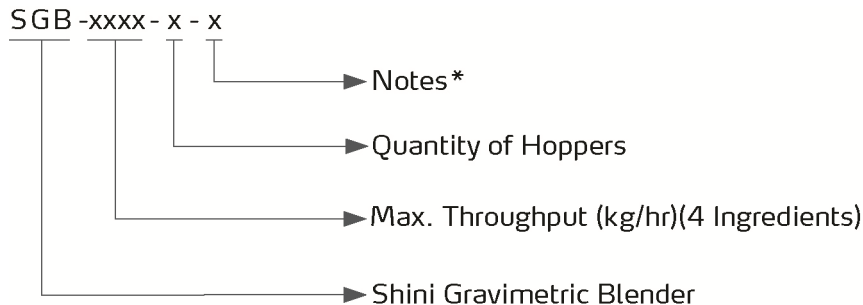 SGB -xxxx- x - x
Notes*
Quantity of Hoppers
Max. Throughput (kg/hr)(4 Ingredients)
Shini Gravimetric Blender